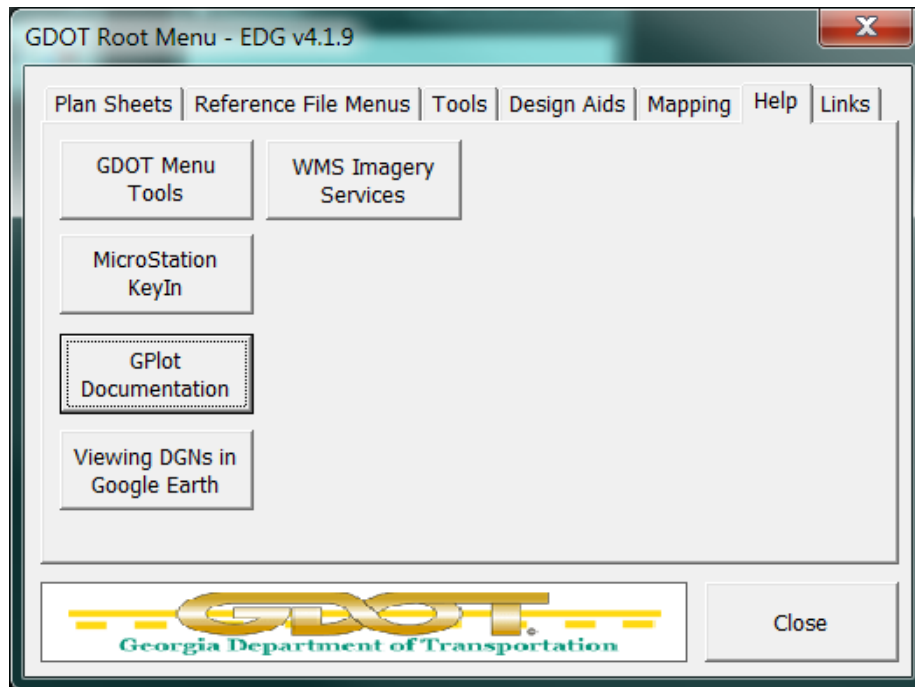 GDOT Root Menu - EDG v4.1.9
X
Plan Sheets
Reference File Menus
Tools
Design Aids
Mapping
Help
Links
GDOT Menu
Tools
WMS Imagery
Services
MicroStation
KeyIn
GPlot
Documentation
Viewing DGNs in
Google Earth
GDOT
Georgia Department of Transportation
Close